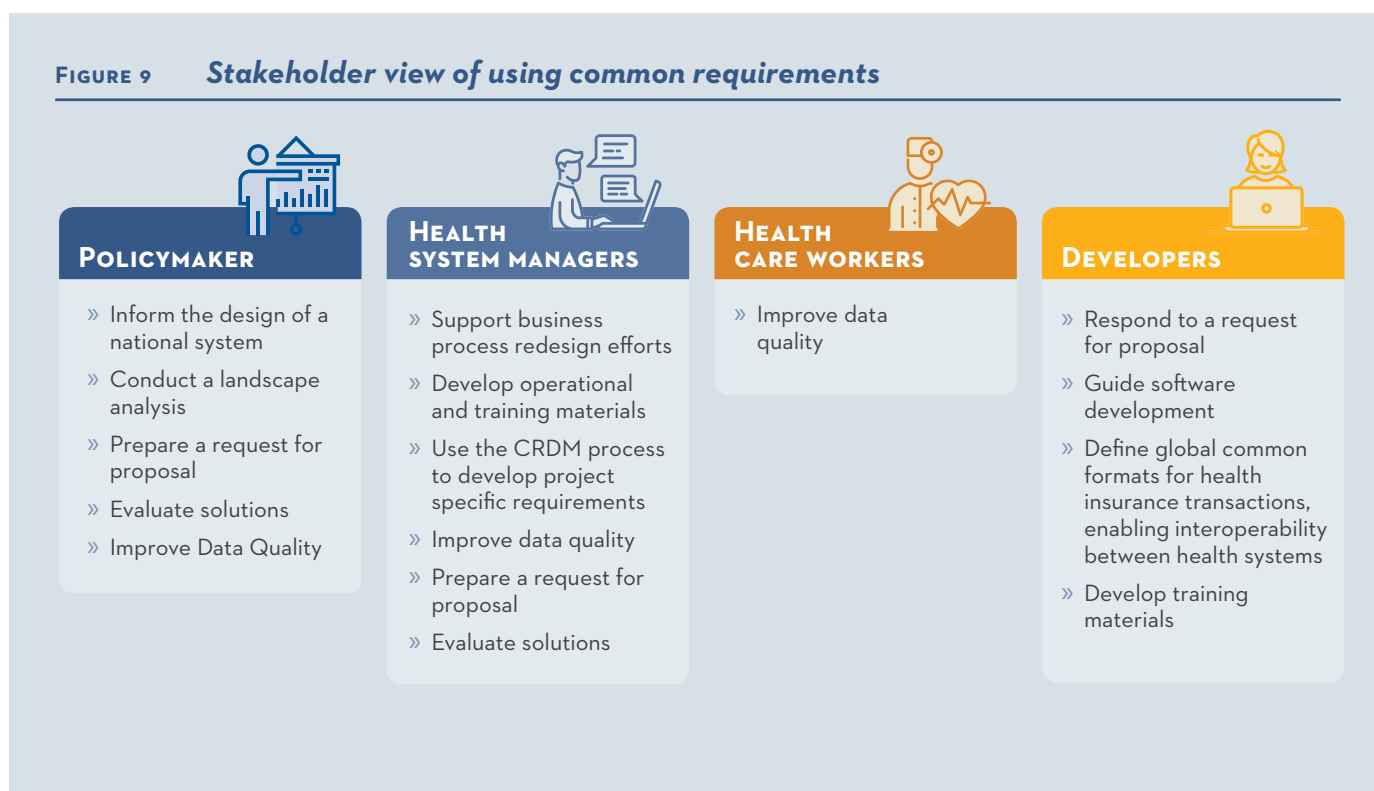 FIGURE 9 Stakeholder view of using common requirements
POLICYMAKER
» Inform the design of a
national system
» Conduct a landscape
analysis
» Prepare a request for
proposal
» Evaluate solutions
» Improve Data Quality
HEALTH
SYSTEM MANAGERS
» Support business
process redesign efforts
» Develop operational
and training materials
» Use the CRDM process
to develop project
specific requirements
» Improve data quality
» Prepare a request for
proposal
» Evaluate solutions
HEALTH
CARE WORKERS
» Improve data
quality
DEVELOPERS
» Respond to a request
for proposal
» Guide software
development
» Define global common
formats for health
insurance transactions,
enabling interoperability
between health systems
» Develop training
materials